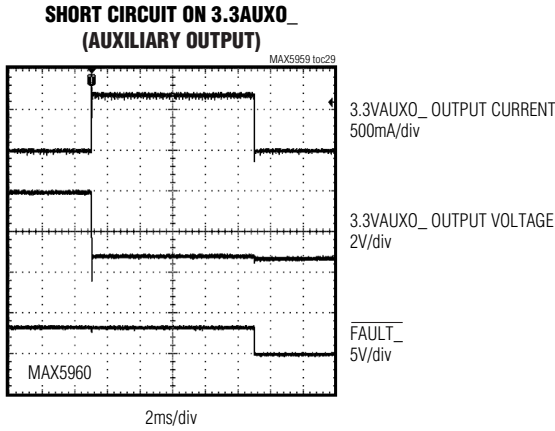 SHORT CIRCUIT ON 3.3AUXO_
(AUXILIARY OUTPUT)
MAX5959 toc29
T
3.3VAUXO_ OUTPUT CURRENT
500mA/div
3.3VAUXO_ OUTPUT VOLTAGE
2V/div
FAULT_
5V/div
MAX5960
2ms/div